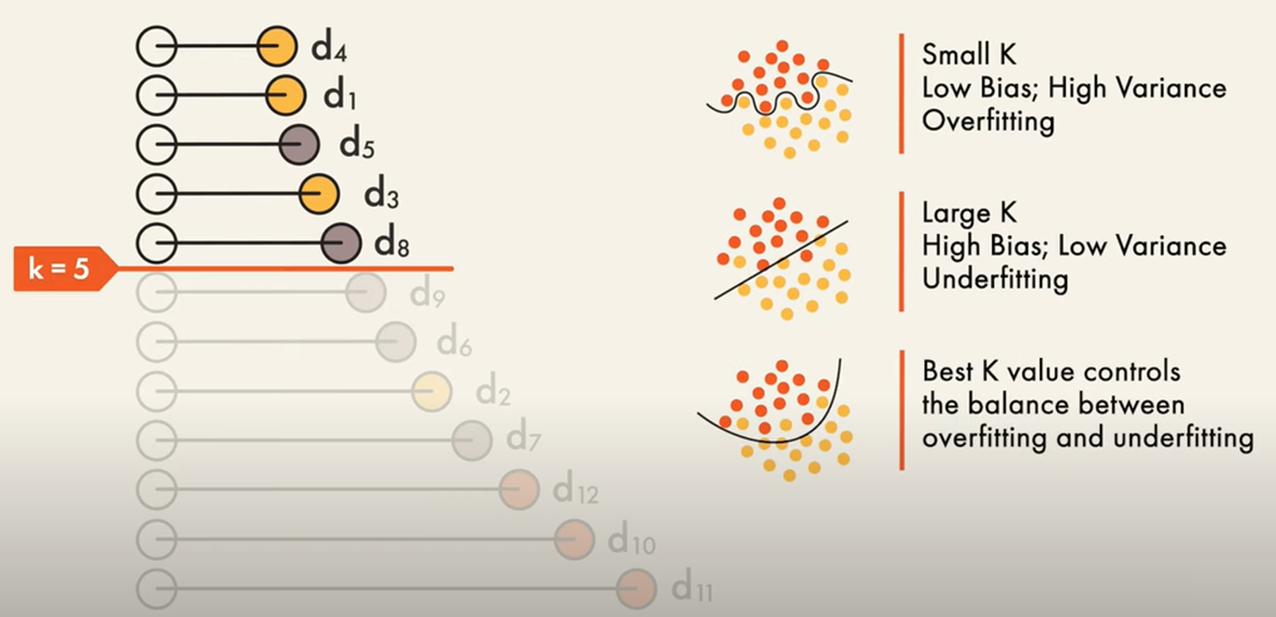 d4
d1
d5
d3
d8
k = 5
d9
d6
d2
d7
d12
d10
d11
Small K
Low Bias; High Variance
Overfitting
Large K
High Bias; Low Variance
Underfitting
Best K value controls
the balance between
overfitting and underfitting